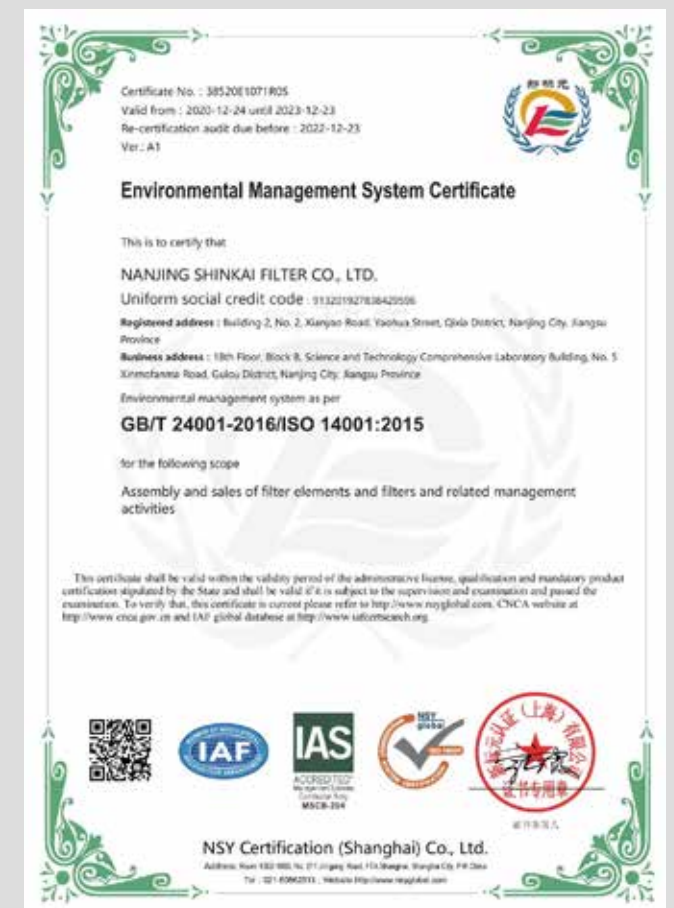 Certificate No. : 38520E1071R0S
Valid from : 2020-12-24 until 2023-12-23
Re-certification audit due before : 2022-12-23
Ver.: A1
Environmental Management System Certificate
This is to certify that
NANJING SHINKAI FILTER CO., LTD.
Uniform social credit code :
Registered address : Building 2, No. 2, Xianyao Road, Yaohua Street, Qixia District, Nanjing City, Jiangsu
Province
Business address : 18th Floor, Block B, Science and Technology Comprehensive Laboratory Building, No. 5
Xinmofanma Road, Gulou District, Nanjing City, Jiangsu Province
Environmental management system as per
GB/T 24001-2016/ISO 14001:2015
for the following scope
Assembly and sales of filter elements and filters and related management
activities
This certificate shall be valid within the validity period of the administrative license, qualification and mandatory product
certification stipulated by the State and shall be valid if it is subject to the supervision and examination and passed the
examination. To verify that, this certificate is current please refer to http://www.nsyglobal.com, CNCA website at
http://www.cnca.gov.cn and IAF global database at http://www.iafcertsearch.org.
IAF
IAS
ACCREDITED
MSCB-204
NSY
global
NSY Certification (Shanghai) Co., Ltd.